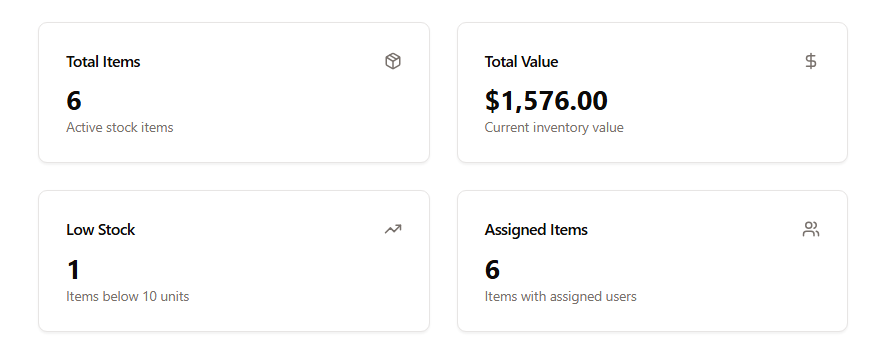 Total Items
6
Active stock items
Total Value
$1,576.00
Current inventory value
Low Stock
1
Items below 10 units
Assigned Items
6
Items with assigned users